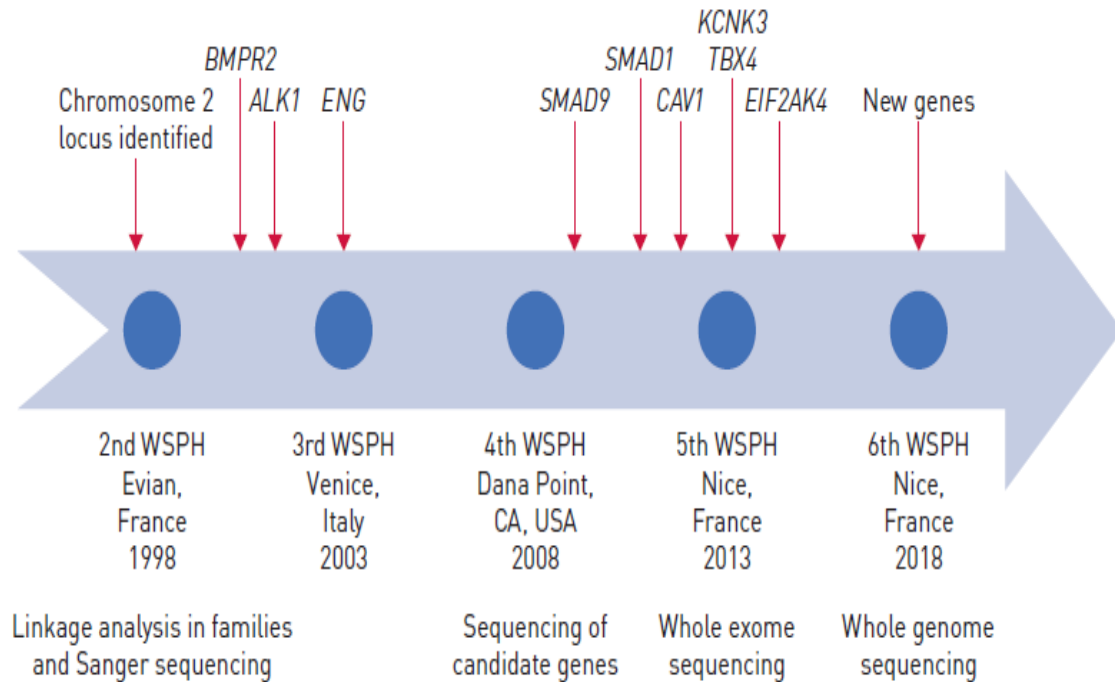 KCNK3
BMPR2
SMAD1
TBX4
Chromosome 2
locus identified
ALK1
ENG
SMAD9
CAV1
EIF2AK4
New genes
2nd WSPH
Evian,
France
1998
3rd WSPH
Venice,
Italy
2003
4th WSPH
Dana Point,
CA, USA
2008
5th WSPH
Nice,
France
2013
6th WSPH
Nice,
France
2018
Linkage analysis in families
and Sanger sequencing
Sequencing of
candidate genes
Whole exome
sequencing
Whole genome
sequencing